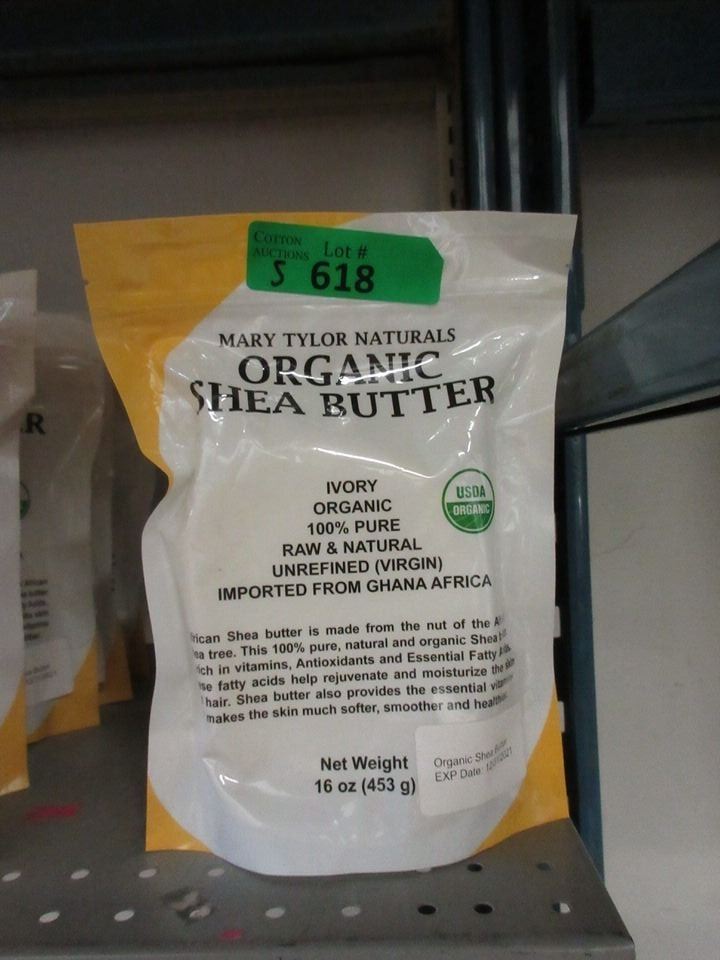 COTTON
AUCTIONS
Lot #
S 618
MARY TYLOR NATURALS
ORGANIC
SHEA BUTTER
IVORY
ORGANIC
100% PURE
RAW & NATURAL
UNREFINED (VIRGIN)
IMPORTED FROM GHANA AFRICA
USDA
ORGANIC
Shea butter is made from the nut of the
tree. This 100% pure, natural and organic Shea
in vitamins, Antioxidants and Essential Fatty
fatty acids help rejuvenate and moisturize the
hair. Shea butter also provides the essential
makes the skin much softer, smoother and
Net Weight
16 oz (453 g)
Organic Shea
EXP Date:
R